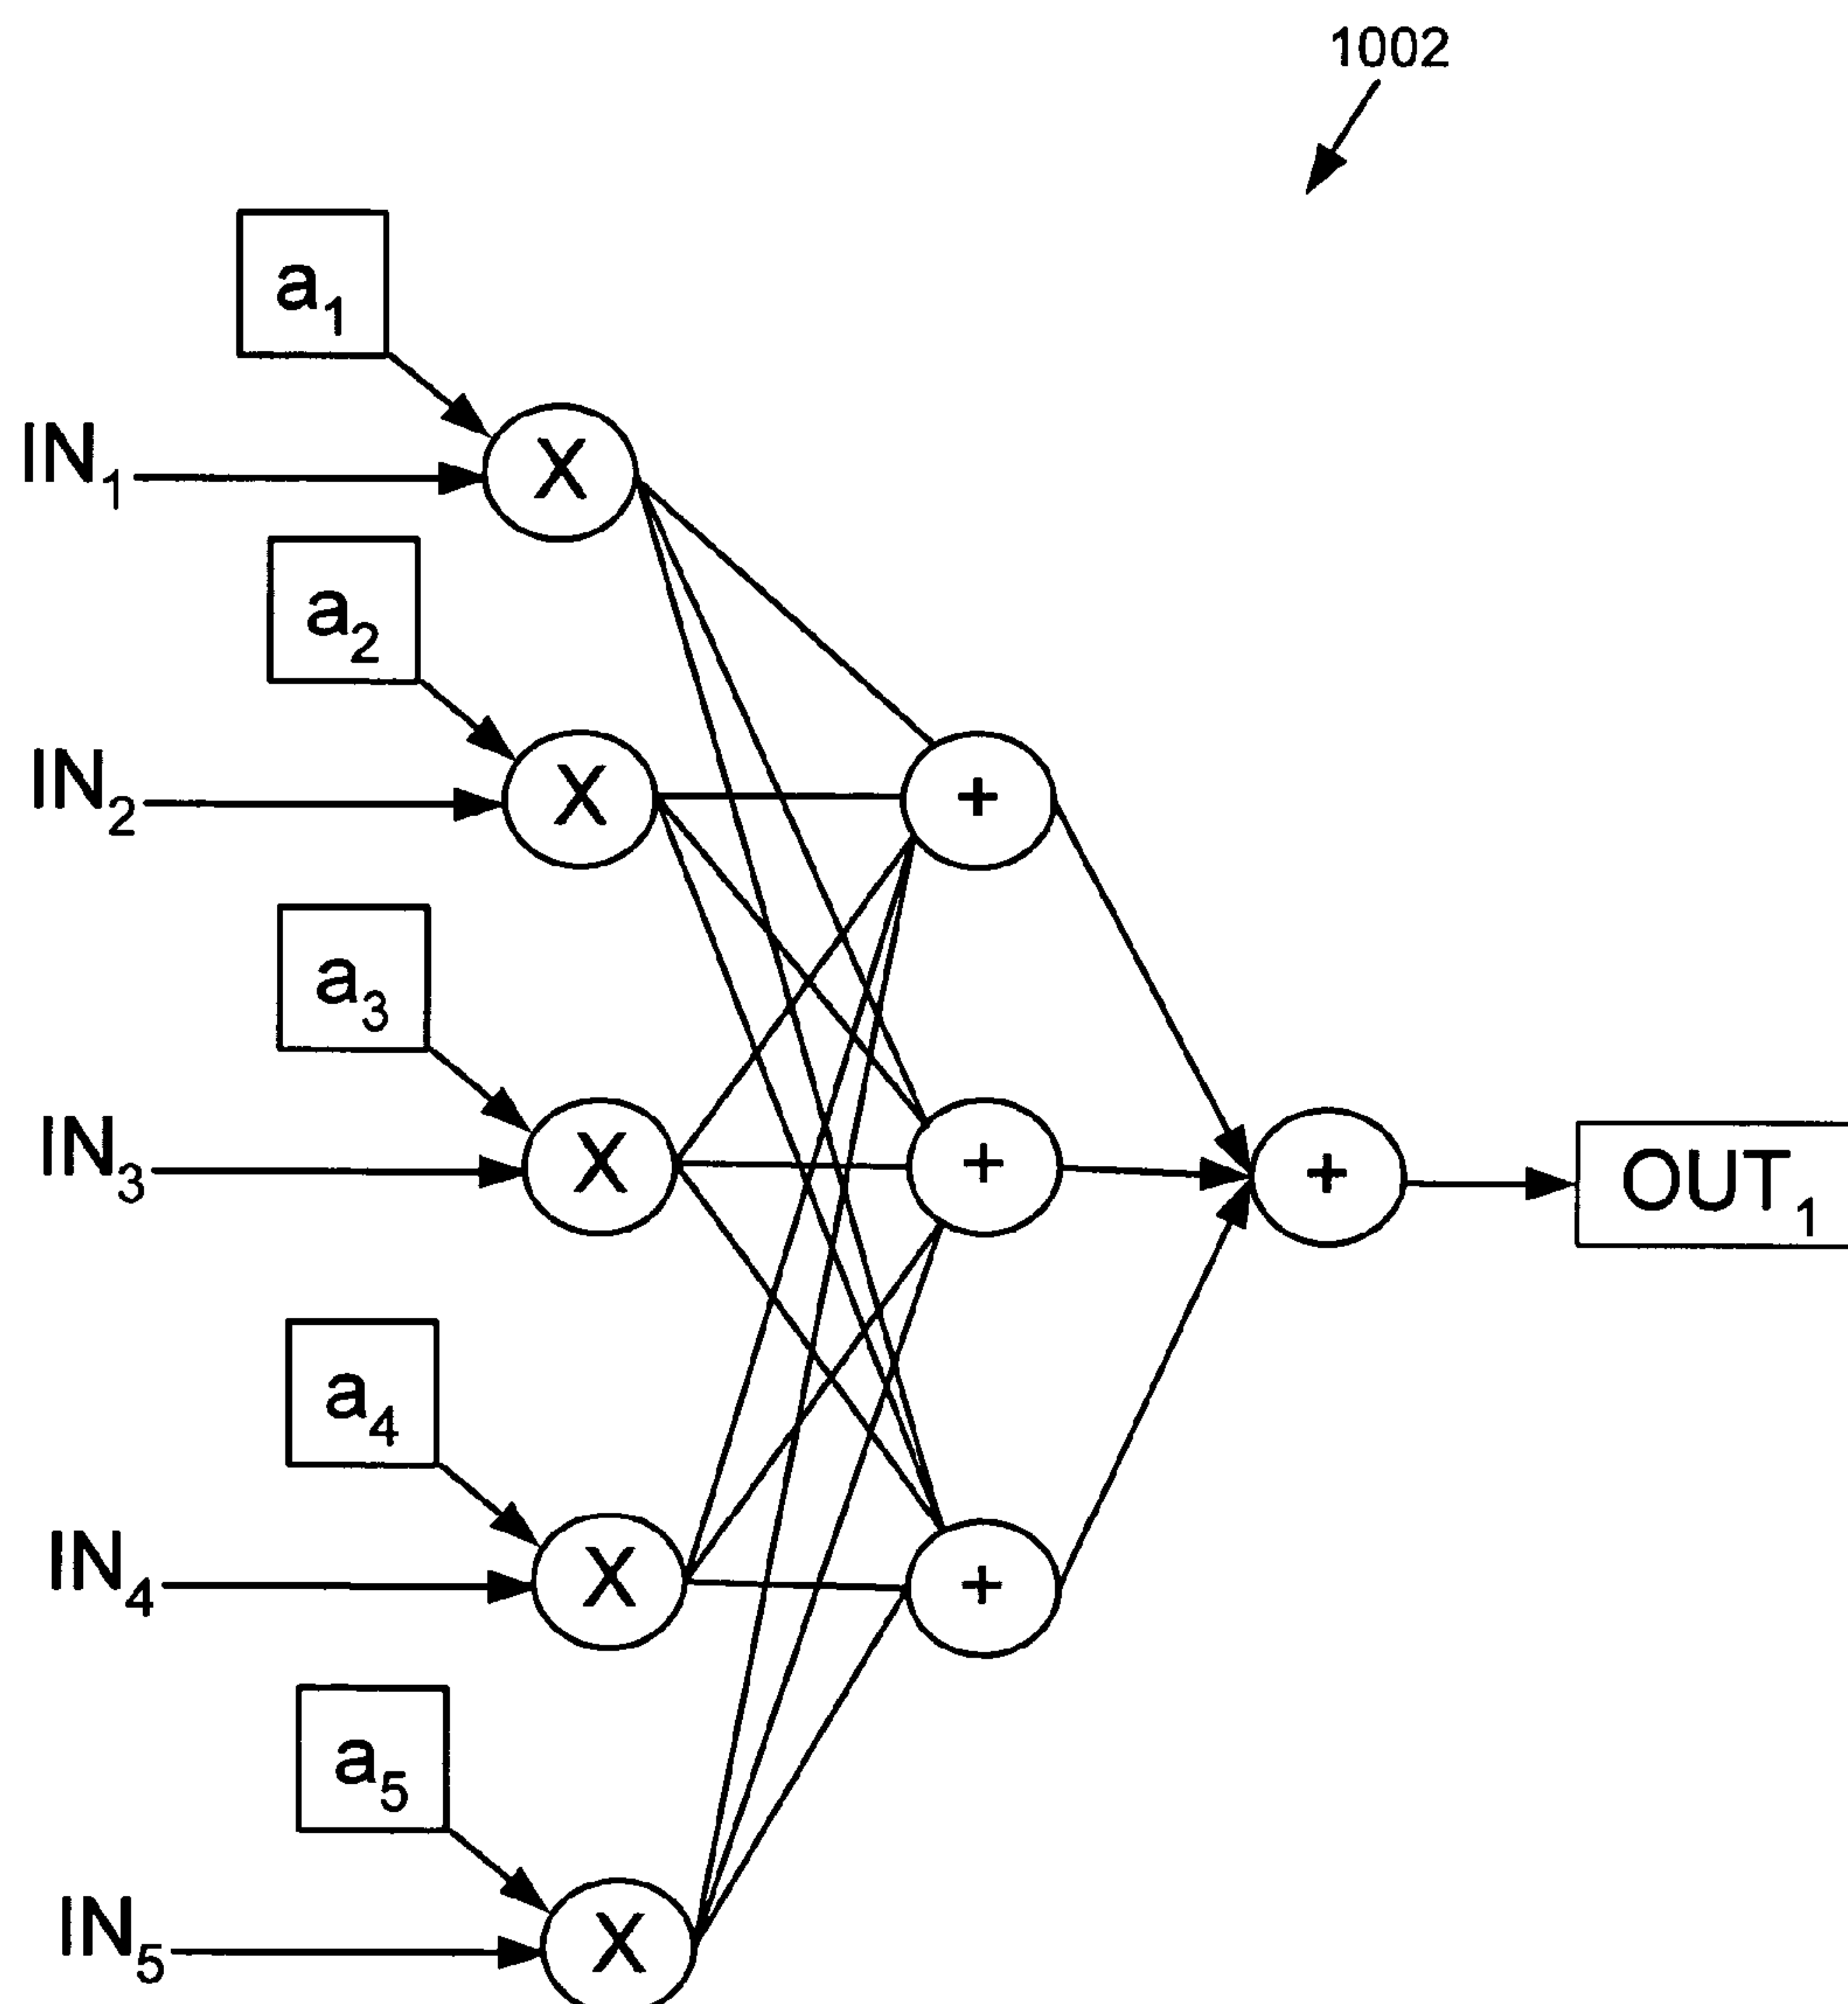 1002
a1
IN1
X
a2
IN2
X
+
a3
IN3
X
+
+
OUT1
a4
IN4
X
+
a5
IN5
X